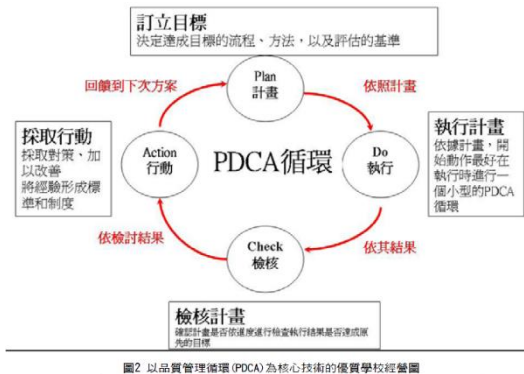 訂立目標
決定達成目標的流程、方法，以及評估的基準
Plan
計畫
回饋到下次方案
依照計畫
採取行動
採取對策、加
以改善
將經驗形成標
準和制度
Action
行動
PDCA循環
Do
執行
執行計畫
依據計畫，開
始動作最好在
執行時進行一
個小型的PDCA
循環
依檢討結果
Check
檢核
依其結果
檢核計畫
確認計畫是否依進度進行檢查執行結果是否達成原
先的目標
圖2 以品質管理循環(PDCA)為核心技術的優質學校經營圖